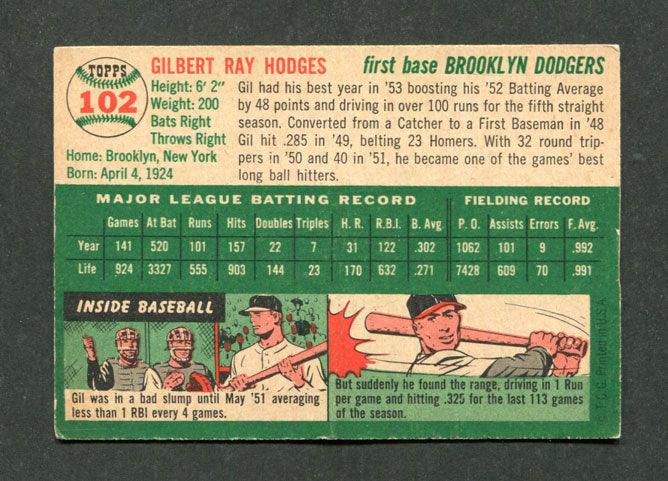 TOPPS
102
GILBERT RAY HODGES
first base BROOKLYN DODGERS
Height: 6' 2"
Weight: 200
Bats Right
Throws Right
Home: Brooklyn, New York
Born: April 4, 1924
Gil had his best year in '53 boosting his '52 Batting Average
by 48 points and driving in over 100 runs for the fifth straight
season. Converted from a Catcher to a First Baseman in '48
Gil hit .285 in '49, belting 23 Homers. With 32 round trip-
pers in '50 and 40 in '51, he became one of the games' best
long ball hitters.
MAJOR LEAGUE BATTING RECORD
FIELDING RECORD
Games At Bat Runs Hits Doubles Triples H. R. R.B.I. B. Avg. P. O. Assists Errors F. Avg.
Year 141 520 101 157 22 7 31 122 .302 1062 101 9 .992
Life 924 3327 555 903 144 23 170 632 .271 7428 609 70 .991
INSIDE BASEBALL
Gil was in a bad slump until May '51 averaging
less than 1 RBI every 4 games.
But suddenly he found the range, driving in 1 Run
per game and hitting .325 for the last 113 games
of the season.
T.C.G. Printed in U.S.A.